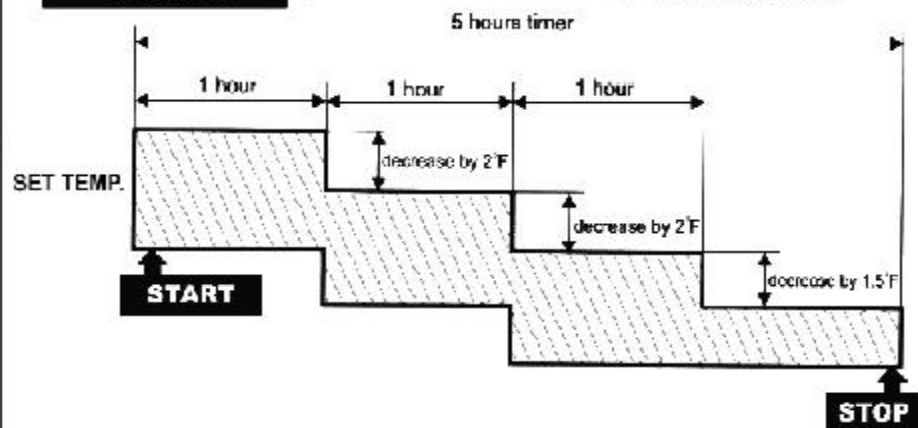 5 hours timer
1 hour
1 hour
1 hour
decrease by 2°F
SET TEMP.
decrease by 2°F
decrease by 1.5°F
START
STOP